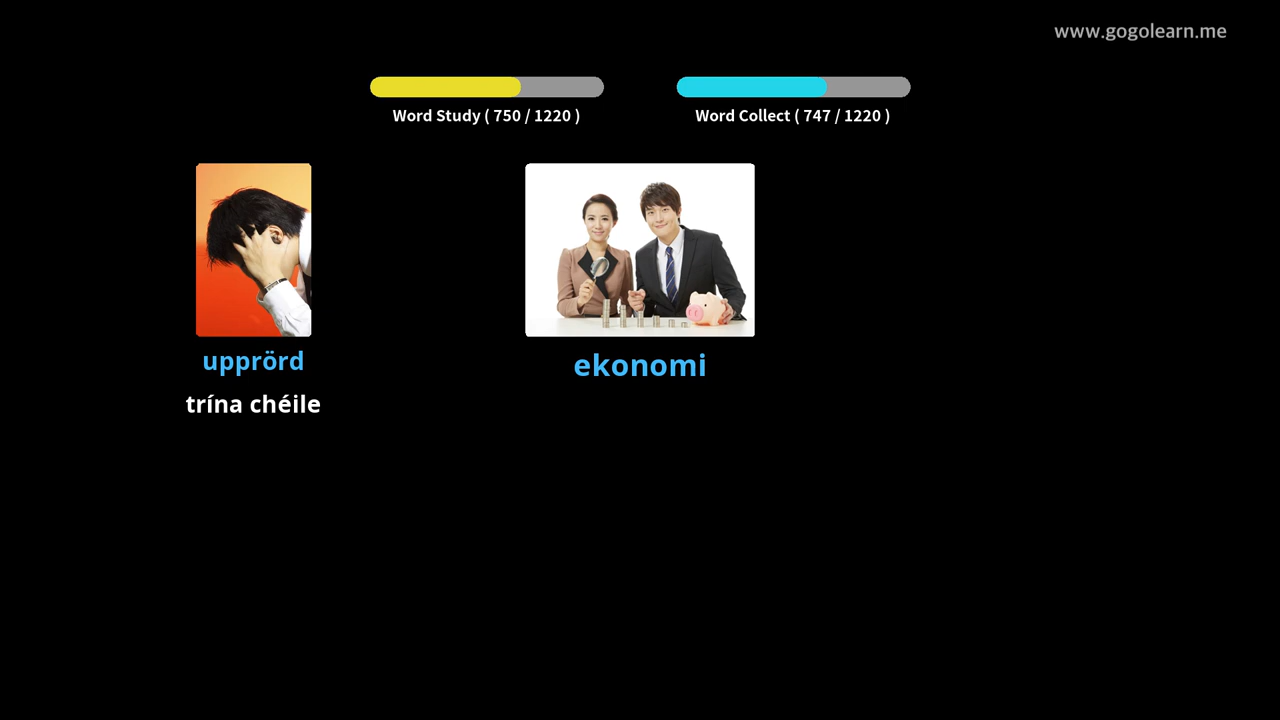 www.gogolearn.me
Word Study ( 750 / 1220 )
Word Collect ( 747 / 1220 )
upprörd
trína chéile
ekonomi